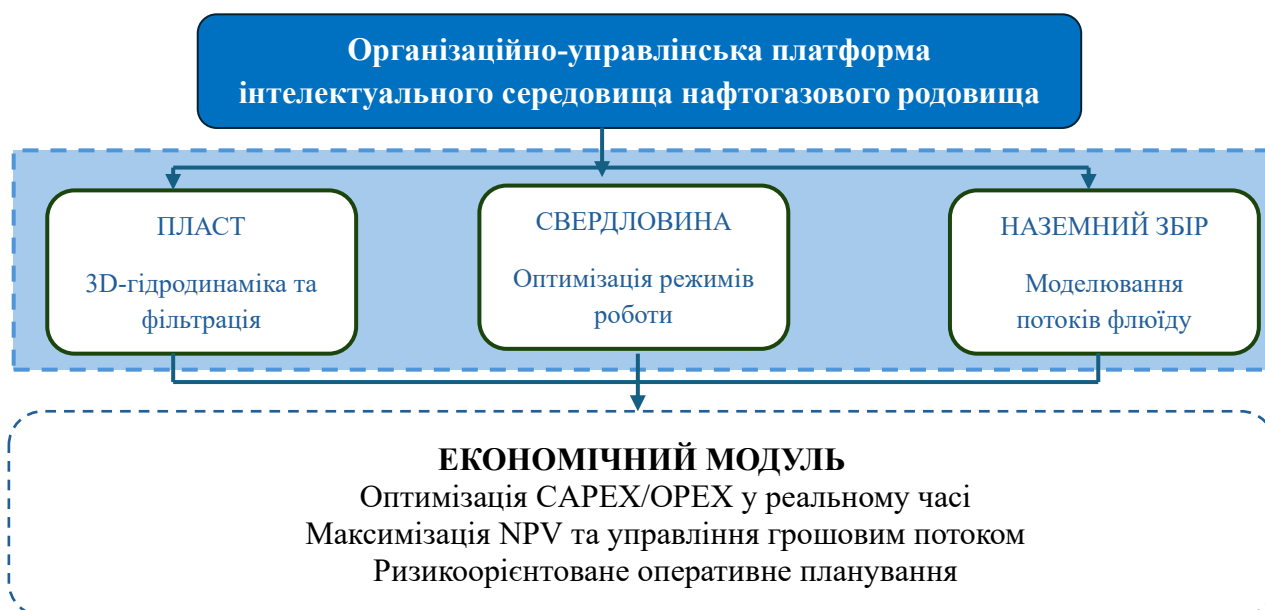 Організаційно-управлінська платформа
інтелектуального середовища нафтогазового родовища
ПЛАСТ
3D-гідродинаміка та
фільтрація
СВЕРДЛОВИНА
Оптимізація режимів
роботи
НАЗЕМНИЙ ЗБІР
Моделювання
потоків флюїду
ЕКОНОМІЧНИЙ МОДУЛЬ
Оптимізація CAPEX/OPEX у реальному часі
Максимізація NPV та управління грошовим потоком
Ризикоорієнтоване оперативне планування